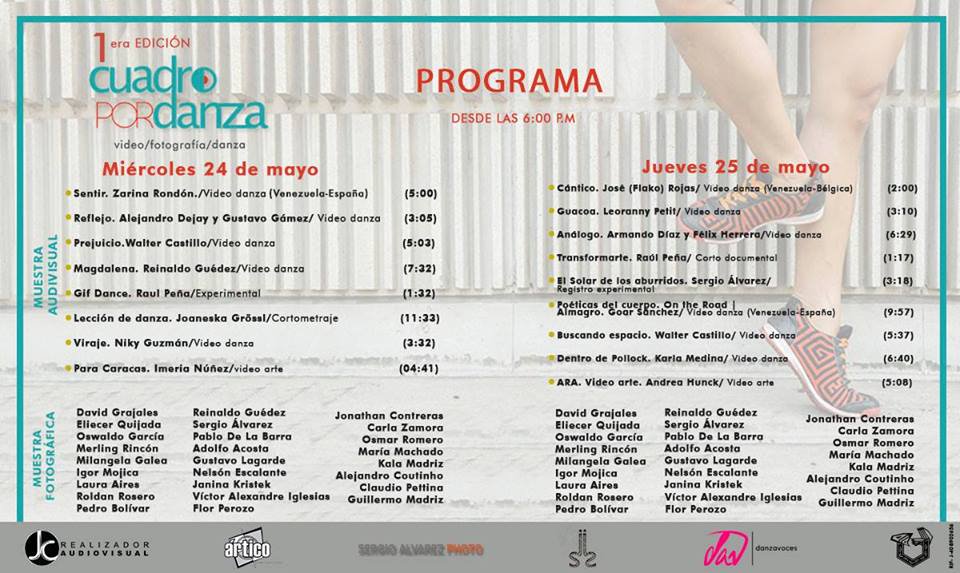 1era EDICIÓN
cuadro
PORdanza
video/fotografía/danza
PROGRAMA
DESDE LAS 6:00 P.M
Miércoles 24 de mayo
MUESTRA AUDIVISUAL
Sentir. Zarina Rondón./Video danza (Venezuela-España) (5:00)
Reflejo. Alejandro Dejay y Gustavo Gámez/ Video danza (3:05)
Prejuicio.Walter Castillo/Video danza (5:03)
Magdalena. Reinaldo Guédez/Video danza (7:32)
Gif Dance. Raul Peña/Experimental (1:32)
Lección de danza. Joaneska Grössl/Cortometraje (11:33)
Viraje. Niky Guzmán/Video danza (3:32)
Para Caracas. Imeria Núñez/video arte (04:41)
Jueves 25 de mayo
Cántico. José (Flako) Rojas/ Video danza (Venezuela-Bélgica) (2:00)
Guacoa. Leoranny Petit/ Video danza (3:10)
Análogo. Armando Díaz y Félix Herrera/Video danza (6:29)
Transformarte. Raúl Peña/ Corto documental (1:17)
El Solar de los aburridos. Sergio Álvarez/ (3:18)
Registro experimental
Poéticas del cuerpo. On the Road |
Almagro. Goar Sánchez/ Video danza (Venezuela-España) (9:57)
Buscando espacio. Walter Castillo/ Video danza (5:37)
Dentro de Pollock. Karla Medina/ Video danza (6:40)
ARA. Video arte. Andrea Munck/ Video arte (5:08)
MUESTRA FOTOGRÁFICA
David Grajales
Eliecer Quijada
Oswaldo García
Merling Rincón
Milangela Galea
Igor Mojica
Laura Aires
Roldan Rosero
Pedro Bolívar
Reinaldo Guédez
Sergio Álvarez
Pablo De La Barra
Adolfo Acosta
Gustavo Lagarde
Nelsón Escalante
Janina Kristek
Víctor Alexandre Iglesias
Flor Perozo
Jonathan Contreras
Carla Zamora
Osmar Romero
María Machado
Kala Madriz
Alejandro Coutinho
Claudio Pettina
Guillermo Madriz
David Grajales
Eliecer Quijada
Oswaldo García
Merling Rincón
Milangela Galea
Igor Mojica
Laura Aires
Roldan Rosero
Pedro Bolívar
Reinaldo Guédez
Sergio Álvarez
Pablo De La Barra
Adolfo Acosta
Gustavo Lagarde
Nelsón Escalante
Janina Kristek
Víctor Alexandre Iglesias
Flor Perozo
Jonathan Contreras
Carla Zamora
Osmar Romero
María Machado
Kala Madriz
Alejandro Coutinho
Claudio Pettina
Guillermo Madriz
JC REALIZADOR
AUDIOVISUAL
ártico
SERGIO ALVAREZ PHOTO
danzavoces